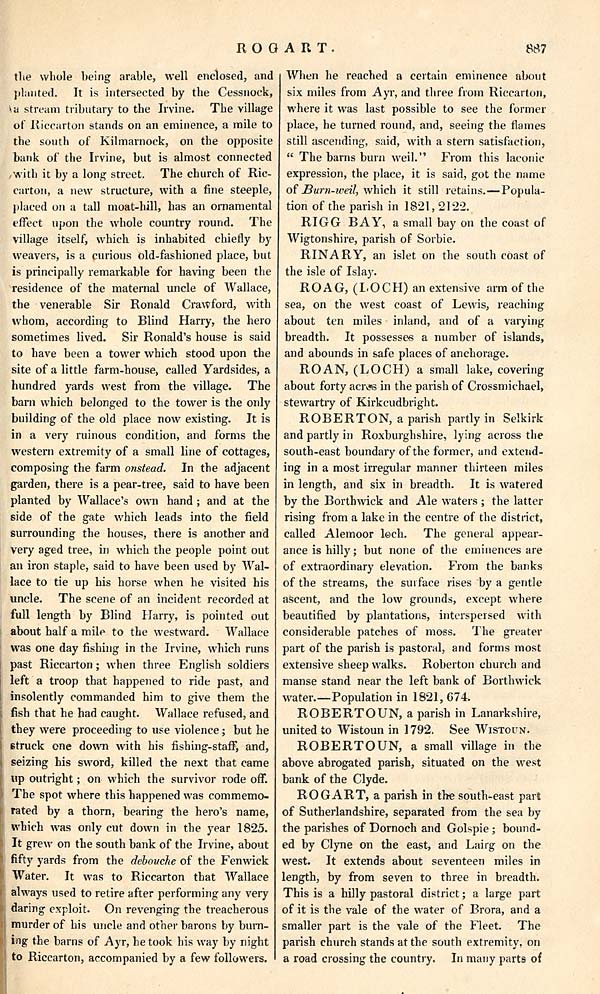 ROGART. 887
the whole being arable, well enclosed, and
planted. It is intersected by the Cessnock,
a stream tributary to the Irvine. The village
of Riccarton stands on an eminence, a mile to
the south of Kilmarnock, on the opposite
bank of the Irvine, but is almost connected
with it by a long street. The church of Ric-
carton, a new structure, with a fine steeple,
placed on a tall moat-hill, has an ornamental
effect upon the whole country round. The
village itself, which is inhabited chiefly by
weavers, is a curious old-fashioned place, but
is principally remarkable for having been the
residence of the maternal uncle of Wallace,
the venerable Sir Ronald Crawford, with
whom, according to Blind Harry, the hero
sometimes lived. Sir Ronald's house is said
to have been a tower which stood upon the
site of a little farm-house, called Yardsides, a
hundred yards west from the village. The
barn which belonged to the tower is the only
building of the old place now existing. It is
in a very ruinous condition, and forms the
western extremity of a small line of cottages,
composing the farm onstead. In the adjacent
garden, there is a pear-tree, said to have been
planted by Wallace's own hand; and at the
side of the gate which leads into the field
surrounding the houses, there is another and
very aged tree, in which the people point out
an iron staple, said to have been used by Wal-
lace to tie up his horse when he visited his
uncle. The scene of an incident recorded at
full length by Blind Harry, is pointed out
about half a mile to the westward. Wallace
was one day fishing in the Irvine, which runs
past Riccarton; when three English soldiers
left a troop that happened to ride past, and
insolently commanded him to give them the
fish that he had caught. Wallace refused, and
they were proceeding to use violence; but he
struck one down with his fishing-staff, and,
seizing his sword, killed the next that came
up outright; on which the survivor rode off.
The spot where this happened was commemo-
rated by a thorn, bearing the hero's name,
which was only cut down in the year 1825.
It grew on the south bank of the Irvine, about
fifty yards from the debouche of the Fenwick
Water. It was to Riccarton that Wallace
always used to retire after performing any very
daring exploit. On revenging the treacherous
murder of his uncle and other barons by burn-
ing the barns of Ayr, he took his way by night
to Riccarton, accompanied by a few followers.
When he reached a certain eminence about
six miles from Ayr, and three from Riccarton,
where it was last possible to see the former
place, he turned round, and, seeing the flames
still ascending, said, with a stern satisfaction,
" The barns burn weil." From this laconic
expression, the place, it is said, got the name
of Burn-weil, which it still retains.—Popula-
tion of the parish in 1821, 2122.
RIGG BAY, a small bay on the coast of
Wigtonshire, parish of Sorbie.
RINARY, an islet on the south coast of
the isle of Islay.
ROAG, (LOCH) an extensive arm of the
sea, on the west coast of Lewis, reaching
about ten miles inland, and of a varying
breadth. It possesses a number of islands,
and abounds in safe places of anchorage.
ROAN, (LOCH) a small lake, covering
about forty acres in the parish of Crossmichael,
stewartry of Kirkcudbright.
ROBERTON, a parish partly in Selkirk
and partly in Roxburghshire, lying across the
south-east boundary of the former, and extend-
ing in a most irregular manner thirteen miles
in length, and six in breadth. It is watered
by the Borthwick and Ale waters; the latter
rising from a lake in the centre of the district,
called Alemoor loch. The general appear-
ance is hilly; but none of the eminences are
of extraordinary elevation. From the banks
of the streams, the surface rises by a gentle
ascent, and the low grounds, except where
beautified by plantations, interspersed with
considerable patches of moss. The greater
part of the parish is pastoral, and forms most
extensive sheep walks. Roberton church and
manse stand near the left bank of Borthwick
water.—Population in 1821, 674.
ROBERTOUN, a parish in Lanarkshire,
united to Wistoun in 1792. See WISTOUN.
ROBERTOUN, a small village in the
above abrogated parish, situated on the west
bank of the Clyde.
ROGART, a parish in the south-east part
of Sutherlandshire, separated from the sea by
the parishes of Dornoch and Golspie; bound-
ed by Clyne on the east, and Lairg on the
west. It extends about seventeen miles in
length, by from seven to three in breadth.
This is a hilly pastoral district; a large part
of it is the vale of the water of Brora, and a
smaller part is the vale of the Fleet. The
parish church stands at the south extremity, on
a road crossing the country. In many parts of